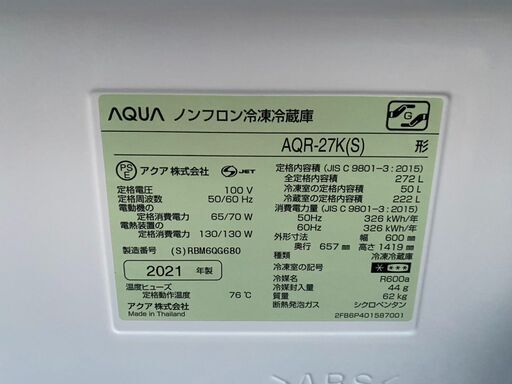 AQUA ノンフロン冷凍冷蔵庫
G
AQR-27K(S) 形
PS
E
アクア株式会社
S JET
定格電圧 100 V
定格周波数 50/60 Hz
電動機の
定格消費電力 65/70 W
電熱装置の
定格消費電力 130/130 W
製造番号 (S)RBM6QG680
2021 年製
温度ヒューズ
定格動作温度 76℃
アクア株式会社
Made in Thailand
定格内容積 (JIS C 9801-3 : 2015)
全定格内容積 272 L
冷凍室の定格内容積 50 L
冷蔵室の定格内容積 222 L
消費電力量 (JIS C 9801-3 : 2015)
50Hz 326 kWh/年
60Hz 326 kWh/年
外形寸法 幅 600 mm
奥行 657 mm 高さ 1419 mm
種類 冷凍冷蔵庫
冷凍室の記号
冷媒名 R600a
冷媒封入量 44 g
質量 62 kg
断熱発泡ガス シクロペンタン
2FB6P401587001
>ABS<